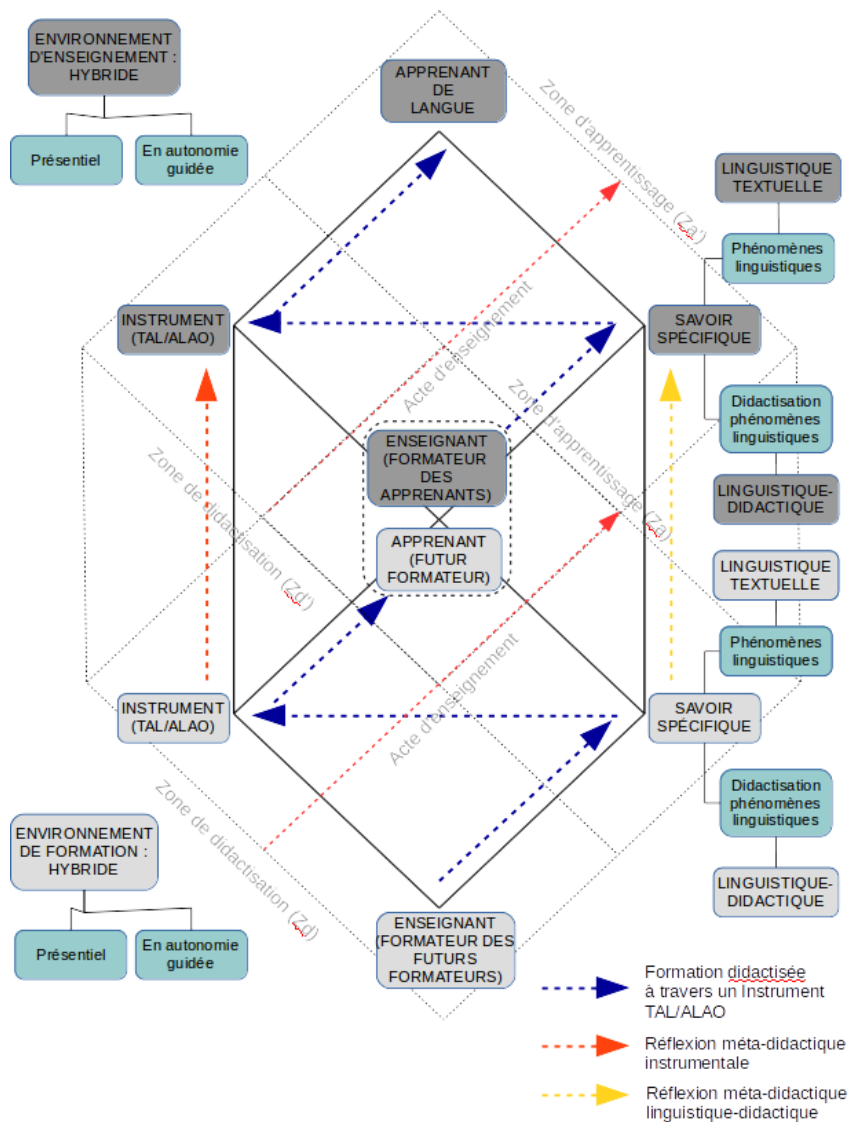 ENVIRONNEMENT
D'ENSEIGNEMENT :
HYBRIDE
Présentiel
En autonomie
guidée
APPRENANT
DE
LANGUE
Zone d'apprentissage (Za')
LINGUISTIQUE
TEXTUELLE
Phénomènes
linguistiques
INSTRUMENT
(TAL/ALAO)
Acte d'enseignement
SAVOIR
SPÉCIFIQUE
Zone d'apprentissage (Za)
Didactisation
phénomènes
linguistiques
ENSEIGNANT
(FORMATEUR
DES
APPRENANTS)
Zone de didactisation (Zd')
LINGUISTIQUE-
DIDACTIQUE
APPRENANT
(FUTUR
FORMATEUR)
LINGUISTIQUE
TEXTUELLE
Phénomènes
linguistiques
INSTRUMENT
(TAL/ALAO)
Acte d'enseignement
SAVOIR
SPÉCIFIQUE
Zone de didactisation (Zd)
Didactisation
phénomènes
linguistiques
ENVIRONNEMENT
DE FORMATION :
HYBRIDE
Présentiel
En autonomie
guidée
LINGUISTIQUE-
DIDACTIQUE
ENSEIGNANT
(FORMATEUR DES
FUTURS
FORMATEURS)
Formation didactisée
à travers un Instrument
TAL/ALAO
Réflexion méta-didactique
instrumentale
Réflexion méta-didactique
linguistique-didactique